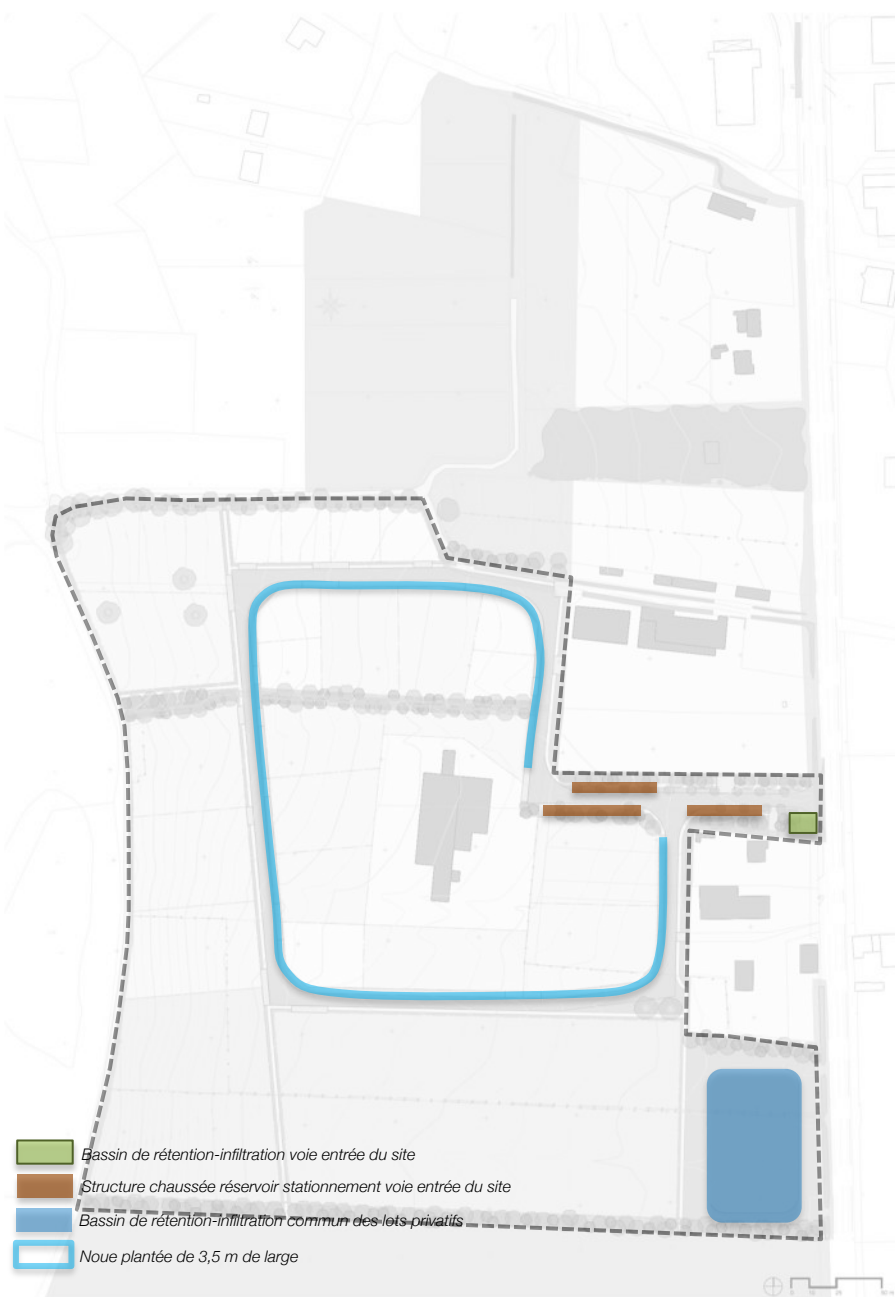 Bassin de rétention-infiltration voie entrée du site
Structure chaussée réservoir stationnement voie entrée du site
Bassin de rétention-infiltration commun des lots privatifs
Noue plantée de 3,5 m de large